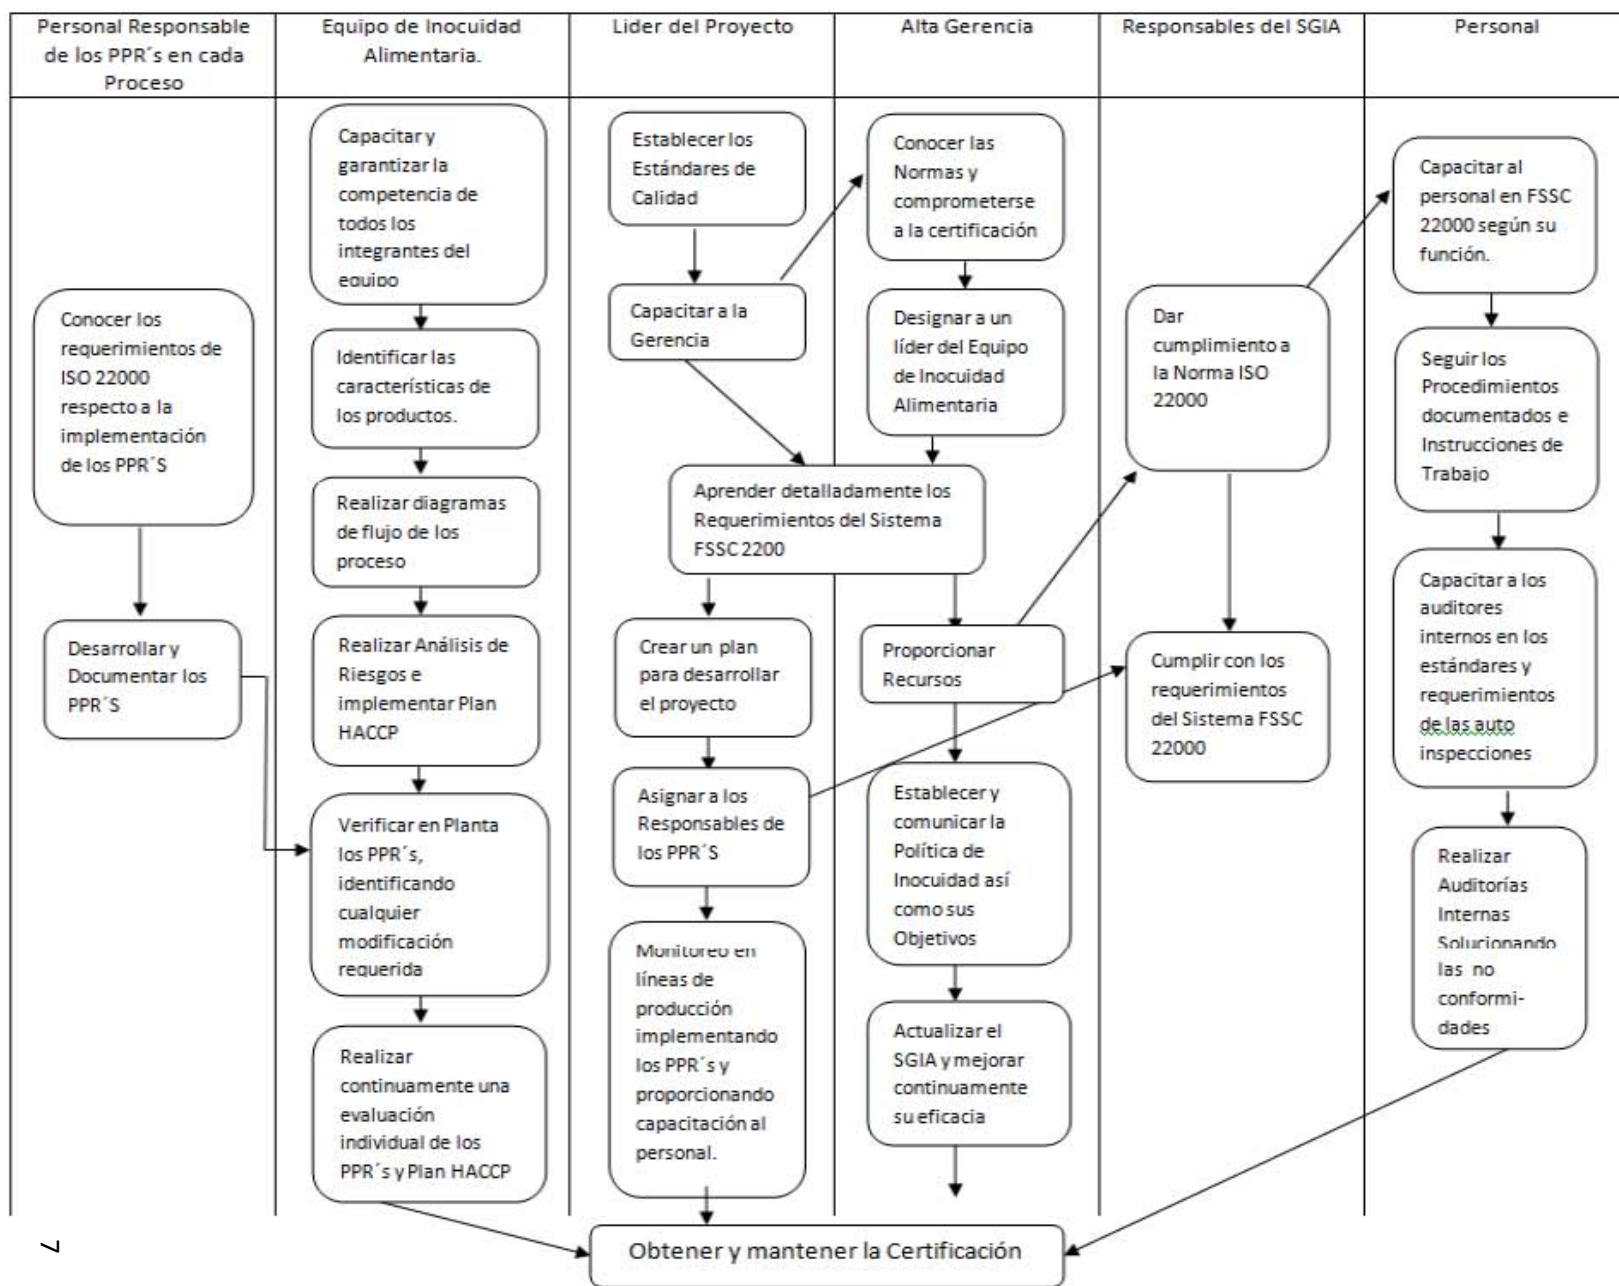 Personal Responsable
de los PPR´s en cada
Proceso
Equipo de Inocuidad
Alimentaria.
Lider del Proyecto
Alta Gerencia
Responsables del SGIA
Personal
Conocer los
requerimientos de
ISO 22000
respecto a la
implementación
de los PPR´S
Desarrollar y
Documentar los
PPR´S
Capacitar y
garantizar la
competencia de
todos los
integrantes del
equipo
Identificar las
características de
los productos.
Realizar diagramas
de flujo de los
proceso
Realizar Análisis de
Riesgos e
implementar Plan
HACCP
Verificar en Planta
los PPR´s,
identificando
cualquier
modificación
requerida
Realizar
continuamente una
evaluación
individual de los
PPR´s y Plan HACCP
Establecer los
Estándares de
Calidad
Capacitar a la
Gerencia
Aprender detalladamente los
Requerimientos del Sistema
FSSC 2200
Crear un plan
para desarrollar
el proyecto
Asignar a los
Responsables de
los PPR´S
Monitoreo en
líneas de
producción
implementando
los PPR´s y
proporcionando
capacitación al
personal.
Conocer las
Normas y
comprometerse
a la certificación
Designar a un
líder del Equipo
de Inocuidad
Alimentaria
Proporcionar
Recursos
Establecer y
comunicar la
Política de
Inocuidad así
como sus
Objetivos
Actualizar el
SGIA y mejorar
continuamente
su eficacia
Dar
cumplimiento a
la Norma ISO
22000
Cumplir con los
requerimientos
del Sistema FSSC
22000
Capacitar al
personal en FSSC
22000 según su
función.
Seguir los
Procedimientos
documentados e
Instrucciones de
Trabajo
Capacitar a los
auditores
internos en los
estándares y
requerimientos
de las auto
inspecciones
Realizar
Auditorías
Internas
Solucionando
las no
conformi-
dades
Obtener y mantener la Certificación
7